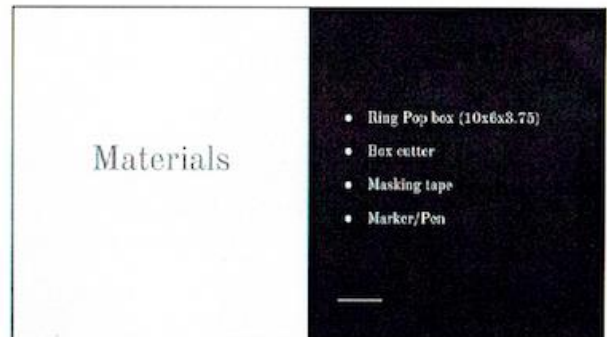 Materials
● Ring Pop box (10x6x3.75)
● Box cutter
● Masking tape
● Marker/Pen